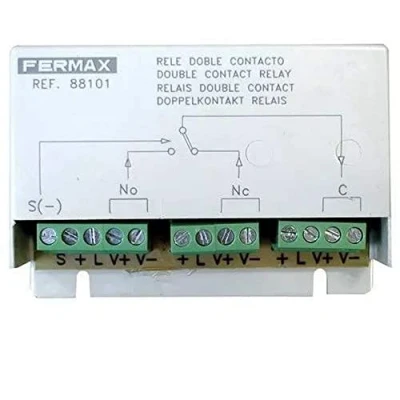 FERMAX
REF. 88101
RELE DOBLE CONTACTO
DOUBLE CONTACT RELAY
RELAIS DOUBLE CONTACT
DOPPELKONTAKT RELAIS
S(-)
No
Nc
C
S + L V+ V-
+ L V+ V-
+ L V+ V-